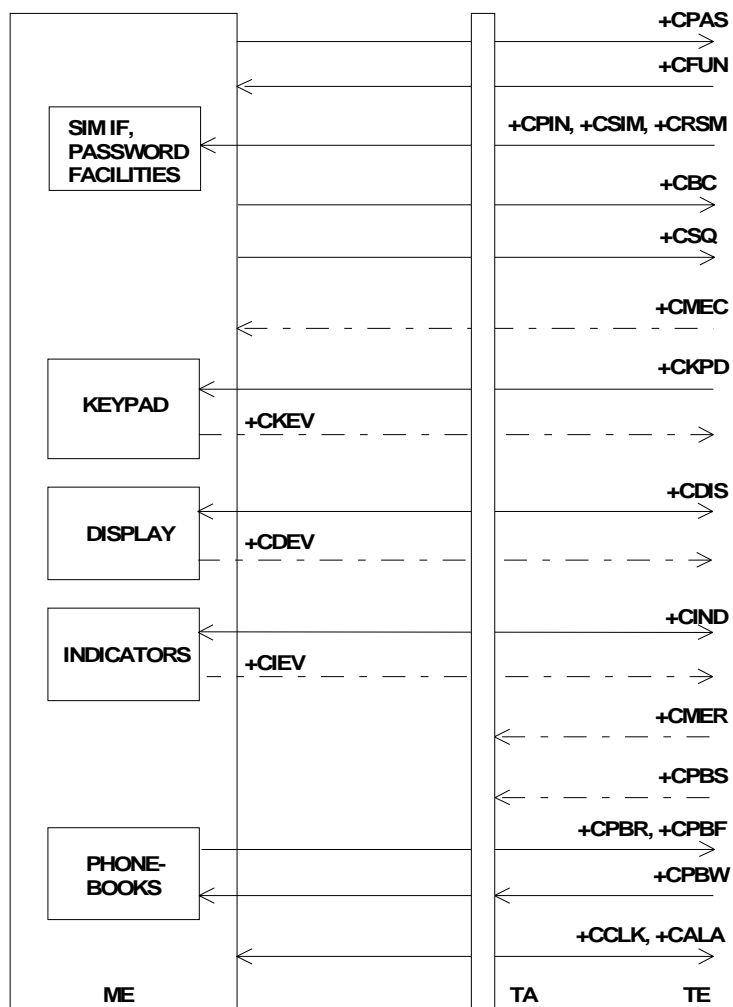 +CPAS
+CFUN
SIM IF,
PASSWORD
FACILITIES
+CPIN, +CSIM, +CRSM
+CBC
+CSQ
+CMEC
+CKPD
KEYPAD
+CKEV
+CDIS
DISPLAY
+CDEV
+CIND
INDICATORS
+CIEV
+CMER
+CPBS
+CPBR, +CPBF
PHONE-
BOOKS
+CPBW
+CCLK, +CALA
ME TA TE